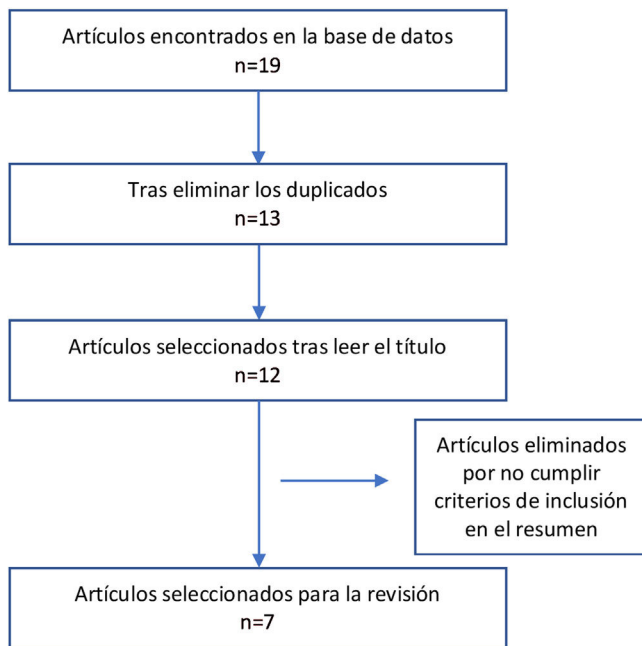 Artículos encontrados en la base de datos
n=19
Tras eliminar los duplicados
n=13
Artículos seleccionados tras leer el título
n=12
Artículos eliminados
por no cumplir
criterios de inclusión
en el resumen
Artículos seleccionados para la revisión
n=7